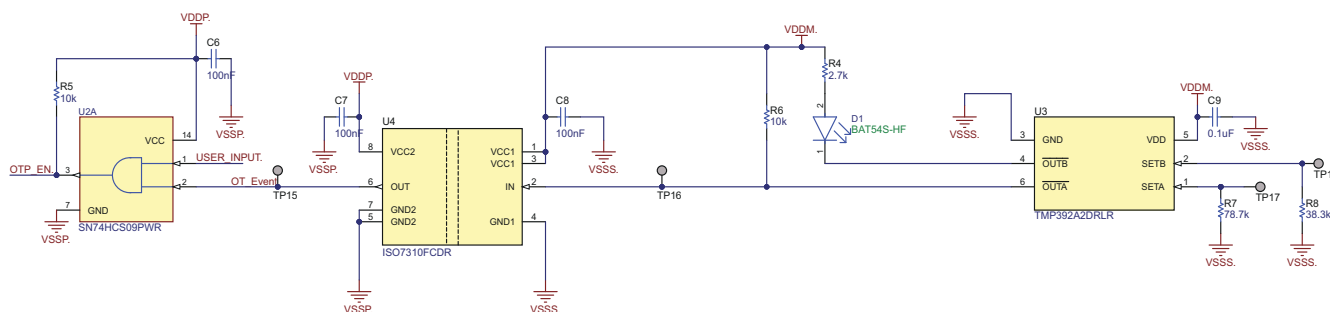 VDDP.
C6
100nF
R5
10k
VSSP.
U2A
VCC
14
OTP_EN.
3
1
USER_INPUT.
2
OT_Event
TP15
7
GND
VSSP.
SN74HCS09PWR
VDDP.
C7
100nF
VSSP.
U4
8
VCC2
VCC1
1
VCC1
3
6
OUT
IN
2
7
GND2
5
GND2
GND1
4
ISO7310FCDR
VSSP
VSSS
C8
100nF
VSSS.
TP16
VDDM.
R4
2.7k
R6
10k
2
D1
BAT54S-HF
1
VSSS.
U3
3
GND
VDD
5
4
OUTB
SETB
2
6
OUTA
SETA
1
TMP392A2DRLR
VDDM.
C9
0.1uF
VSSS.
TP17
R7
78.7k
R8
38.3k
VSSS.
VSSS.